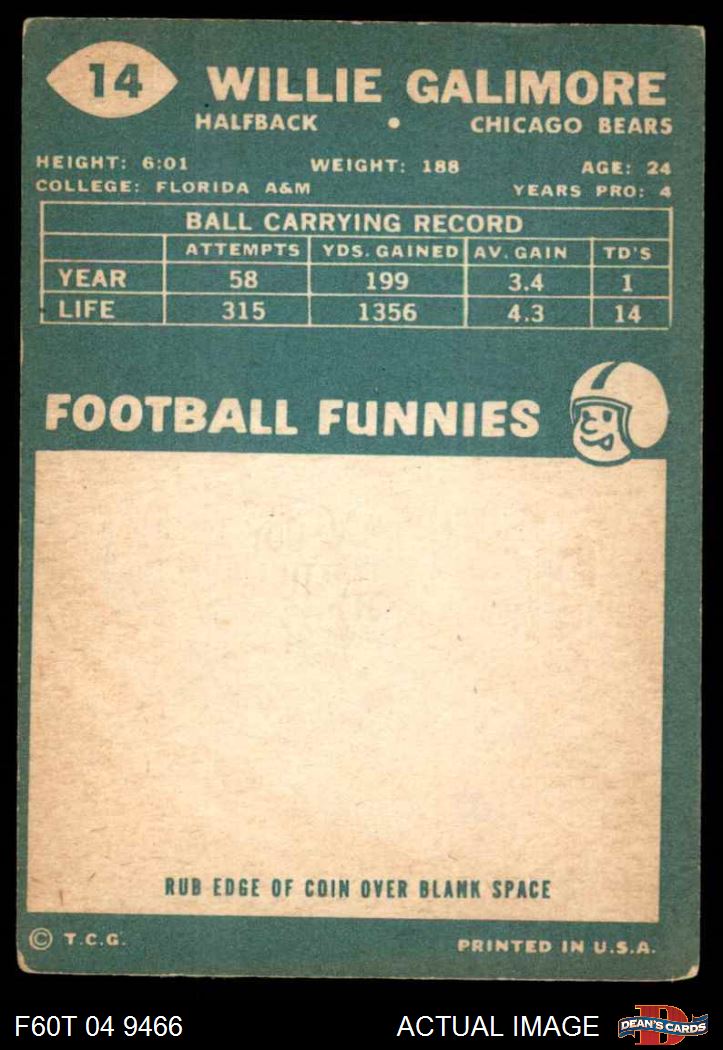 14
WILLIE GALIMORE
HALFBACK • CHICAGO BEARS
HEIGHT: 6:01 WEIGHT: 188 AGE: 24
COLLEGE: FLORIDA A&M YEARS PRO: 4
BALL CARRYING RECORD
ATTEMPTS YDS. GAINED AV. GAIN TD'S
YEAR 58 199 3.4 1
LIFE 315 1356 4.3 14
FOOTBALL FUNNIES
RUB EDGE OF COIN OVER BLANK SPACE
© T.C.G. PRINTED IN U.S.A.
F60T 04 9466 ACTUAL IMAGE D DEAN'S CARDS